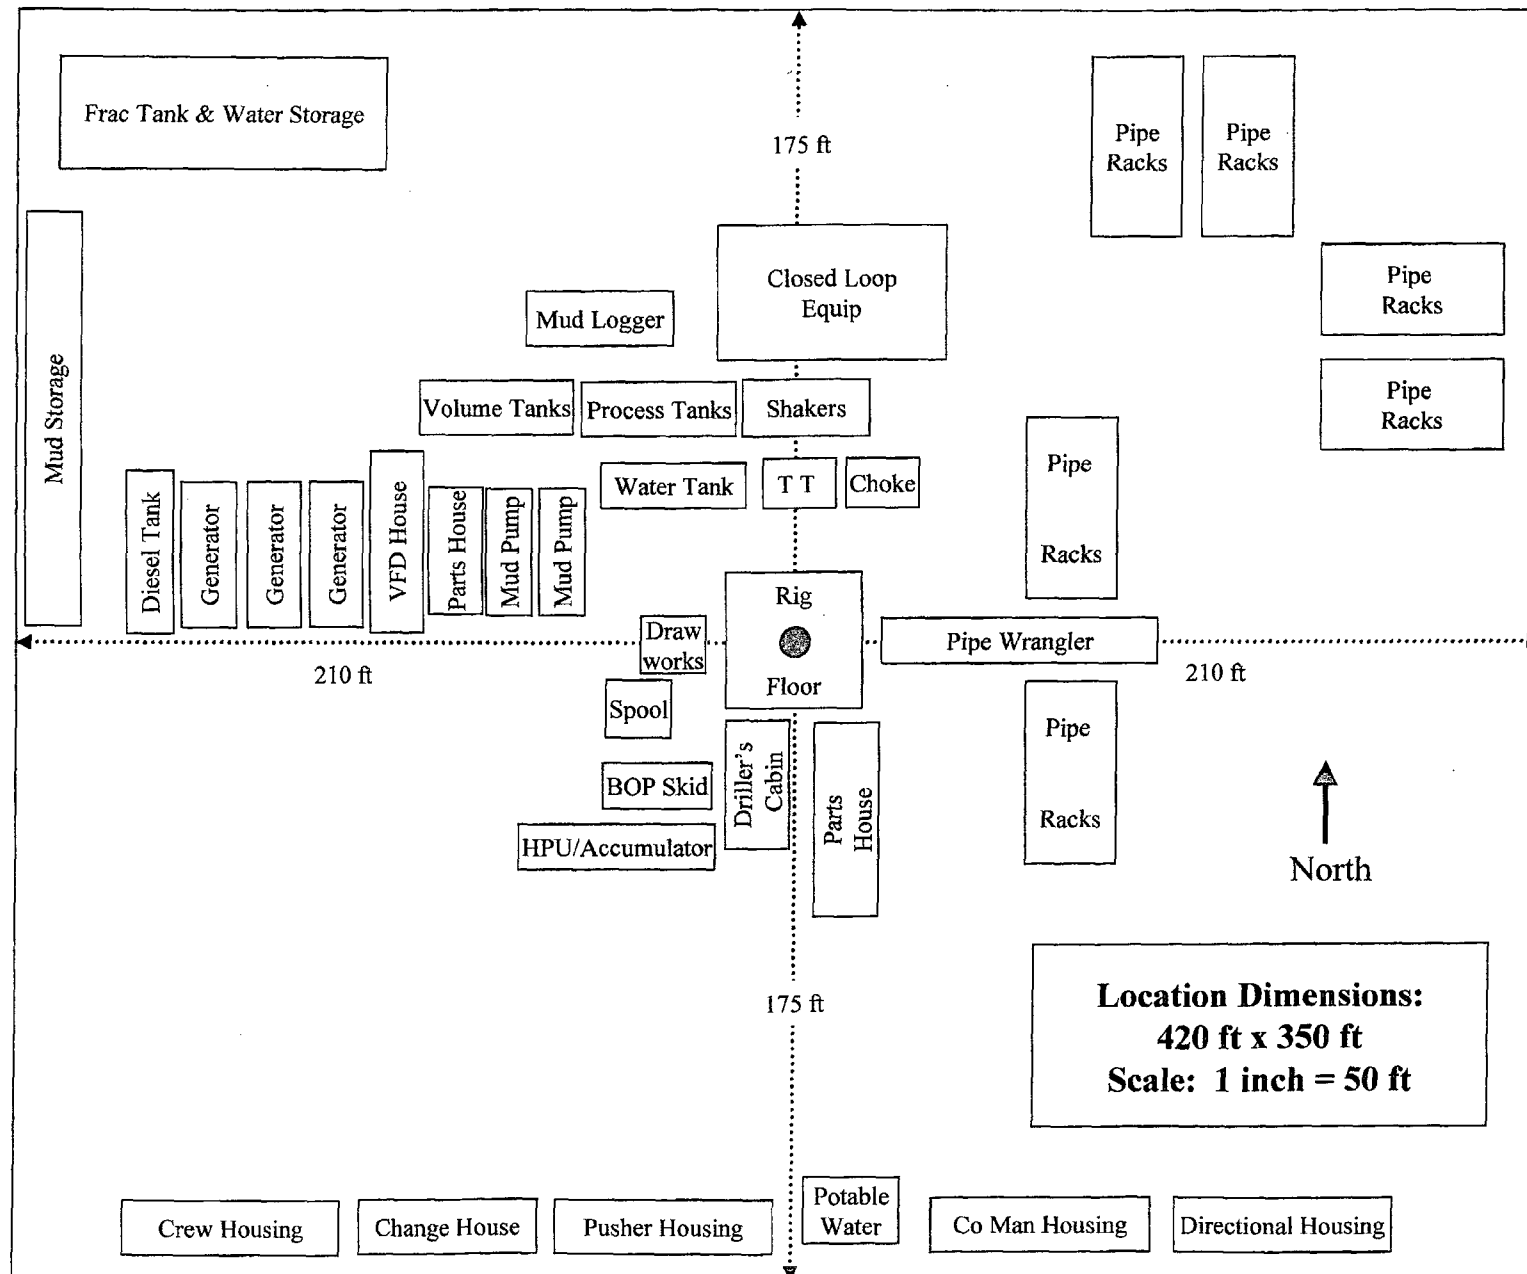 Frac Tank & Water Storage
175 ft
Pipe
Racks
Pipe
Racks
Closed Loop
Equip
Pipe
Racks
Mud Logger
Mud Storage
Volume Tanks
Process Tanks
Shakers
Pipe
Racks
Water Tank
T T
Choke
Pipe
Racks
Diesel Tank
Generator
Generator
Generator
VFD House
Parts House
Mud Pump
Mud Pump
Rig
Floor
Draw
works
Pipe Wrangler
210 ft
210 ft
Spool
Driller's
Cabin
Parts
House
Pipe
Racks
BOP Skid
HPU/Accumulator
North
Location Dimensions:
420 ft x 350 ft
Scale: 1 inch = 50 ft
175 ft
Crew Housing
Change House
Pusher Housing
Potable
Water
Co Man Housing
Directional Housing